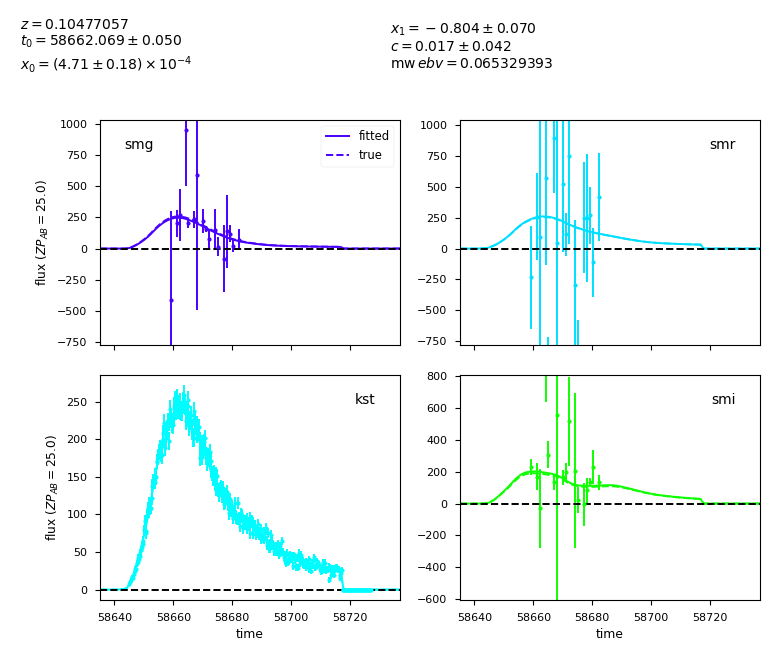 z = 0.10477057
t₀ = 58662.069 ± 0.050
x₀ = (4.71 ± 0.18) × 10⁻⁴
x₁ = −0.804 ± 0.070
c = 0.017 ± 0.042
mw ebv = 0.065329393
1000
750
500
250
0
−250
−500
−750
flux (ZP_AB = 25.0)
smg
fitted
true
1000
750
500
250
0
−250
−500
−750
smr
250
200
150
100
50
0
flux (ZP_AB = 25.0)
kst
58640
58660
58680
58700
58720
time
800
600
400
200
0
−200
−400
−600
smi
58640
58660
58680
58700
58720
time